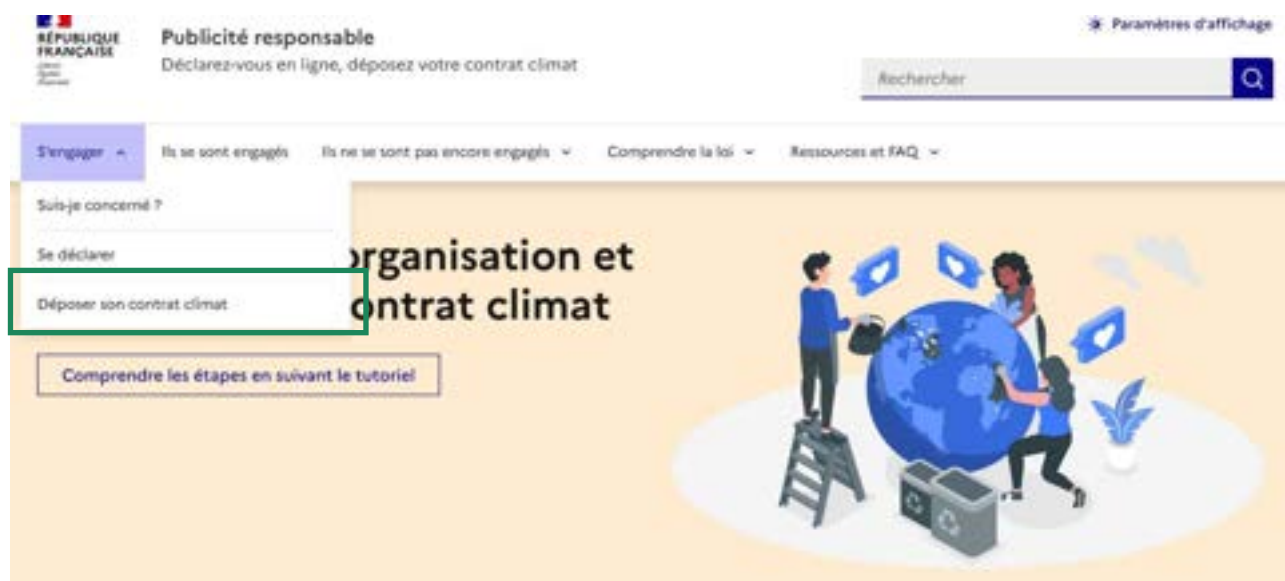 RÉPUBLIQUE
FRANÇAISE
Publicité responsable
Déclarez-vous en ligne, déposez votre contrat climat
Paramètres d'affichage
Rechercher
S'engager
Ils se sont engagés
Ils ne se sont pas encore engagés
Comprendre la loi
Ressources et FAQ
Suis-je concerné ?
Se déclarer
Déposer son contrat climat
organisation et
ontrat climat
Comprendre les étapes en suivant le tutoriel